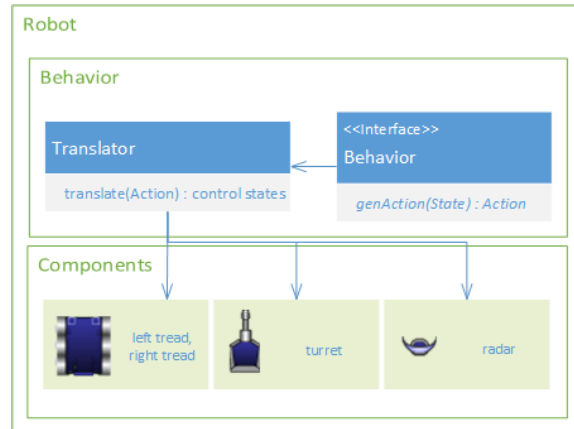 Robot
Behavior
Translator
translate(Action) : control states
<<Interface>>
Behavior
genAction(State) : Action
Components
left tread,
right tread
turret
radar